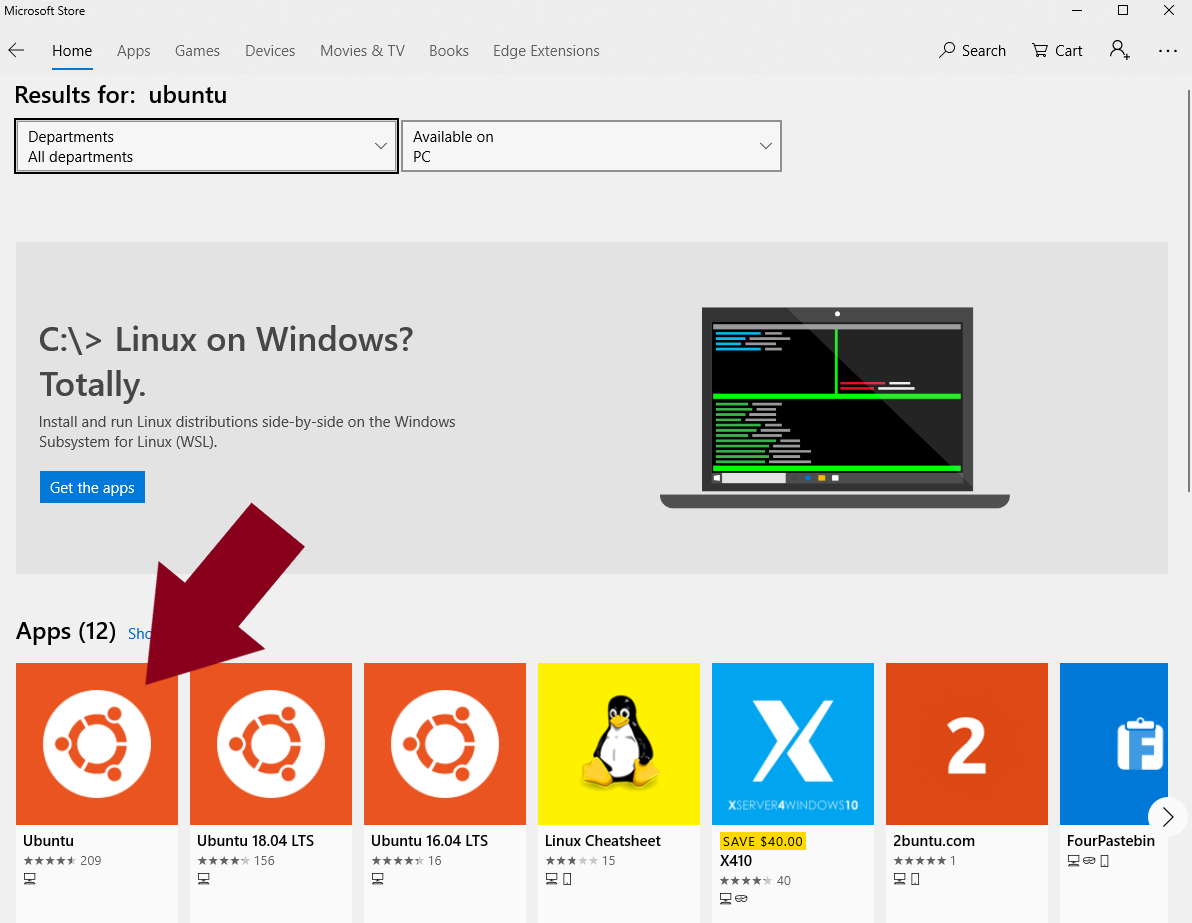 Microsoft Store
Home Apps Games Devices Movies & TV Books Edge Extensions Search Cart
Results for: ubuntu
Departments
All departments
Available on
PC
C:\> Linux on Windows?
Totally.
Install and run Linux distributions side-by-side on the Windows
Subsystem for Linux (WSL).
Get the apps
Apps (12)
2
F
XSERVER4WINDOWS10
Ubuntu
209
Ubuntu 18.04 LTS
156
Ubuntu 16.04 LTS
16
Linux Cheatsheet
15
SAVE $40.00
X410
40
2buntu.com
1
FourPastebin